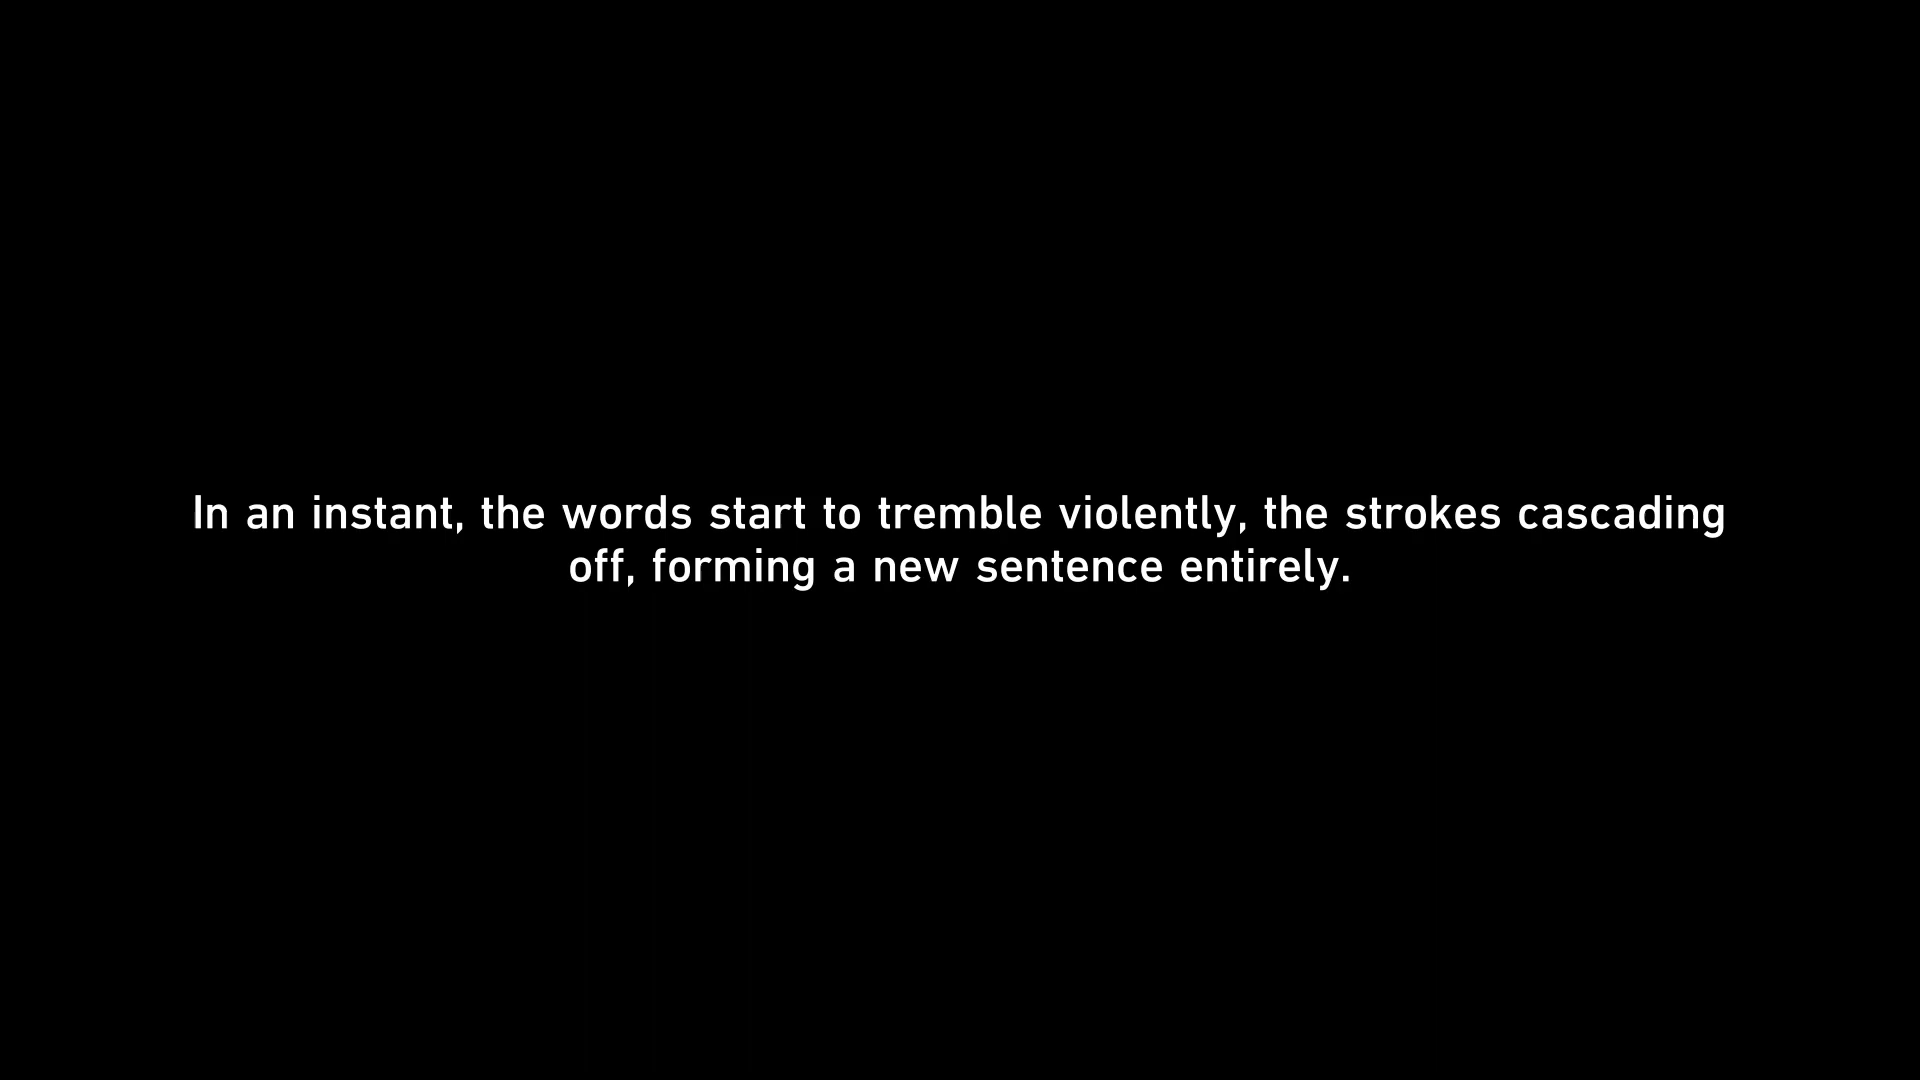 In an instant, the words start to tremble violently, the strokes cascading
off, forming a new sentence entirely.